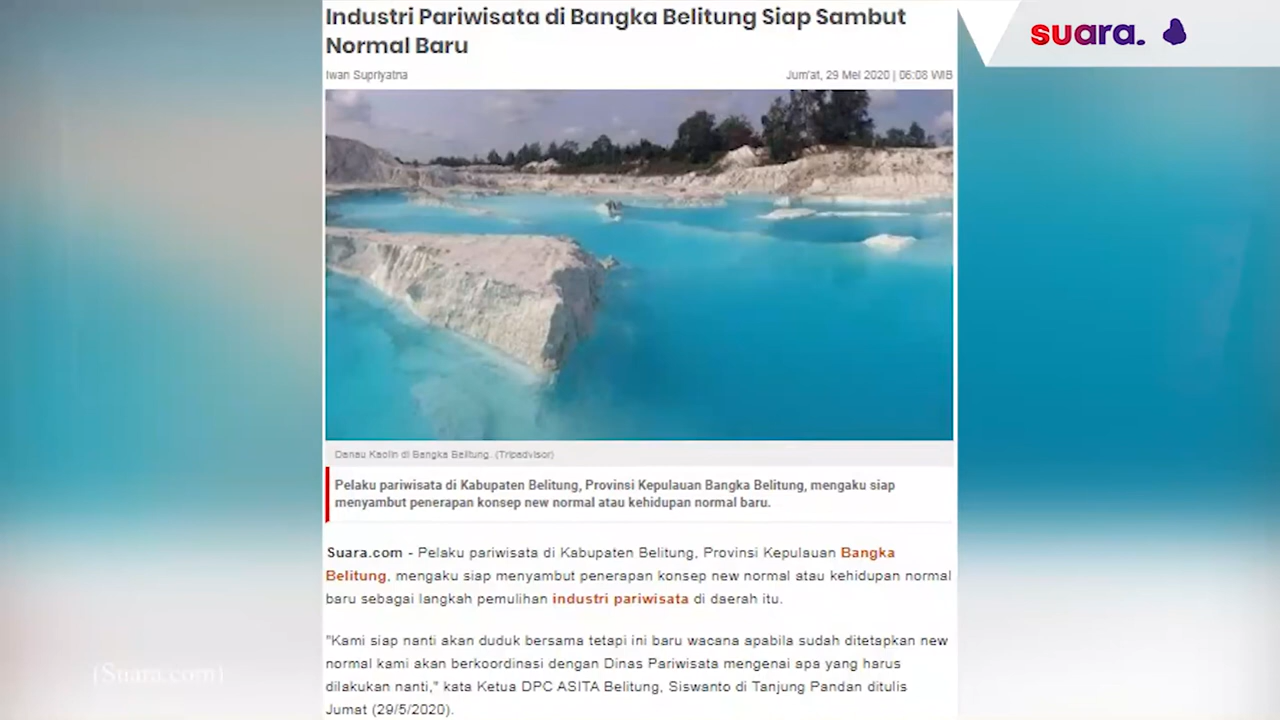 Industri Pariwisata di Bangka Belitung Siap Sambut
Normal Baru
suara.
Iwan Supriyatna
Jum'at, 29 Mei 2020 | 06:08 WIB
Danau Kaolin di Bangka Belitung. (Tripadvisor)
Pelaku pariwisata di Kabupaten Belitung, Provinsi Kepulauan Bangka Belitung, mengaku siap
menyambut penerapan konsep new normal atau kehidupan normal baru.
Suara.com - Pelaku pariwisata di Kabupaten Belitung, Provinsi Kepulauan Bangka
Belitung, mengaku siap menyambut penerapan konsep new normal atau kehidupan normal
baru sebagai langkah pemulihan industri pariwisata di daerah itu.
"Kami siap nanti akan duduk bersama tetapi ini baru wacana apabila sudah ditetapkan new
normal kami akan berkoordinasi dengan Dinas Pariwisata mengenai apa yang harus
dilakukan nanti," kata Ketua DPC ASITA Belitung, Siswanto di Tanjung Pandan ditulis
Jumat (29/5/2020).
(Suara.com)